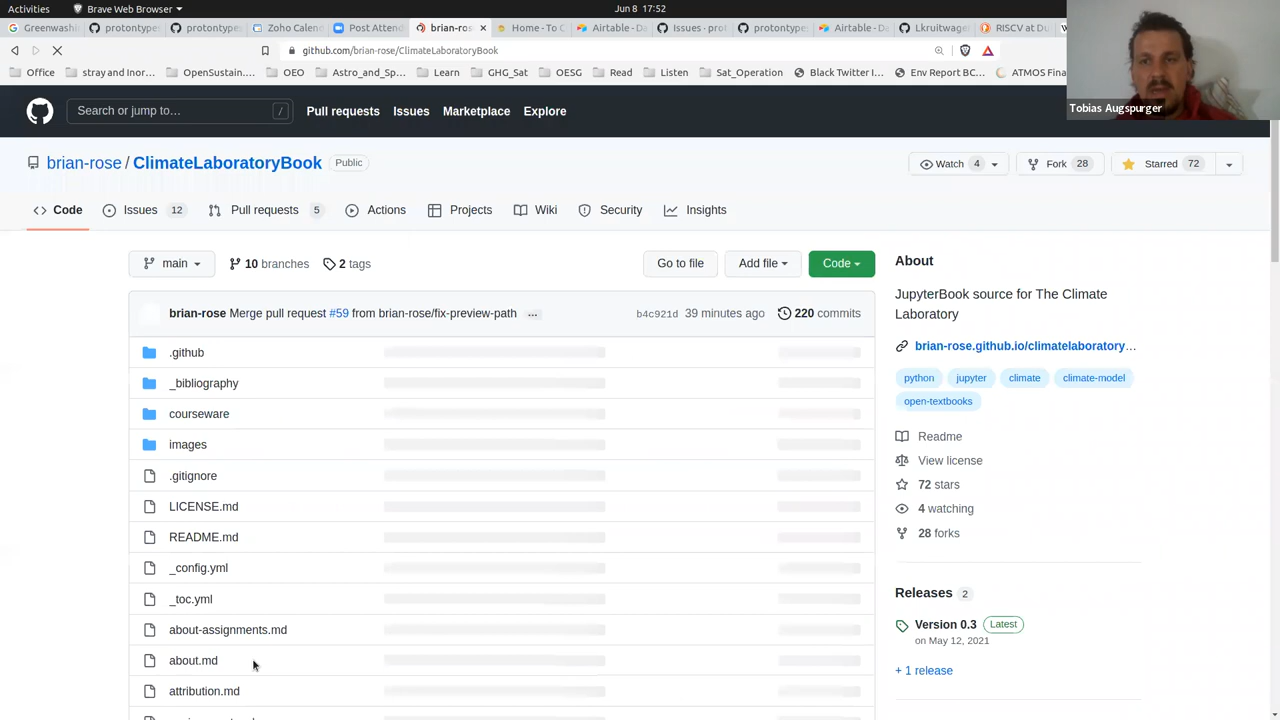 Activities
Brave Web Browser
Jun 8 17:52
Greenwashi
protontypes
protontypes
Zoho Calend
Post Attend
brian-ros
Home · To C
Airtable - Da
Issues · prot
protontypes
Airtable - Da
Lkruitwage
RISCV at Du
github.com/brian-rose/ClimateLaboratoryBook
Office
stray and Inor…
OpenSustain.…
OEO
Astro_and_Sp…
Learn
GHG_Sat
OESG
Read
Listen
Sat_Operation
Black Twitter I…
Env Report BC…
ATMOS Fina
Tobias Augspurger
Search or jump to…
/
Pull requests
Issues
Marketplace
Explore
brian-rose / ClimateLaboratoryBook
Public
Watch 4
Fork 28
Starred 72
Code
Issues 12
Pull requests 5
Actions
Projects
Wiki
Security
Insights
main
10 branches
2 tags
Go to file
Add file
Code
brian-rose Merge pull request #59 from brian-rose/fix-preview-path …
b4c921d 39 minutes ago
220 commits
.github
_bibliography
courseware
images
.gitignore
LICENSE.md
README.md
_config.yml
_toc.yml
about-assignments.md
about.md
attribution.md
About
JupyterBook source for The Climate
Laboratory
brian-rose.github.io/climatelaboratory…
python
jupyter
climate
climate-model
open-textbooks
Readme
View license
72 stars
4 watching
28 forks
Releases 2
Version 0.3 Latest
on May 12, 2021
+ 1 release